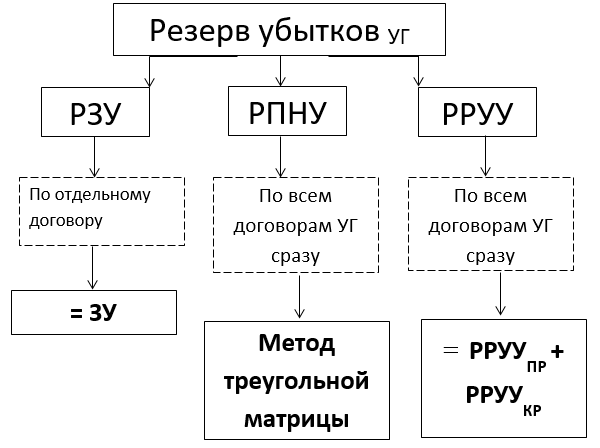 Резерв убытков УГ
РЗУ
РПНУ
РРУУ
По отдельному
договору
По всем
договорам УГ
сразу
По всем
договорам УГ
сразу
= ЗУ
Метод
треугольной
матрицы
= РРУУПР +
РРУУКР